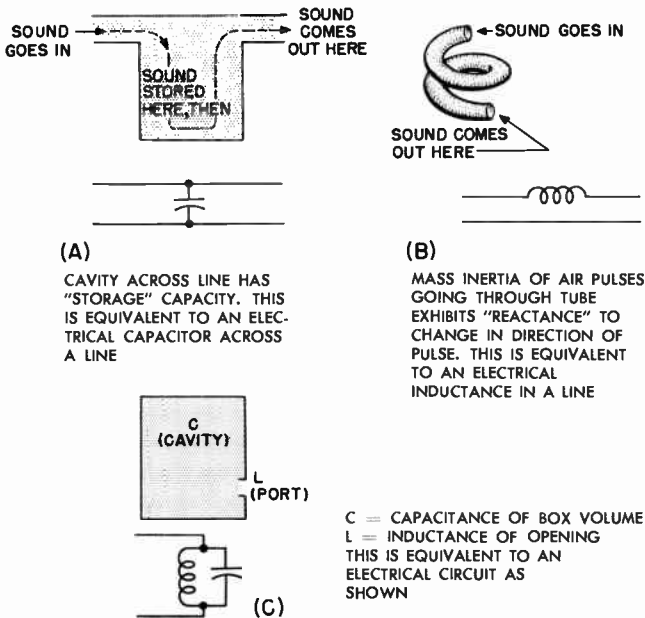 SOUND GOES IN
SOUND COMES OUT HERE
SOUND
STORED
HERE, THEN
SOUND GOES IN
SOUND COMES
OUT HERE
(A)
CAVITY ACROSS LINE HAS
"STORAGE" CAPACITY. THIS
IS EQUIVALENT TO AN ELEC-
TRICAL CAPACITOR ACROSS
A LINE
(B)
MASS INERTIA OF AIR PULSES
GOING THROUGH TUBE
EXHIBITS "REACTANCE" TO
CHANGE IN DIRECTION OF
PULSE. THIS IS EQUIVALENT
TO AN ELECTRICAL
INDUCTANCE IN A LINE
C
(CAVITY)
L
(PORT)
(C)
C = CAPACITANCE OF BOX VOLUME
L = INDUCTANCE OF OPENING
THIS IS EQUIVALENT TO AN
ELECTRICAL CIRCUIT AS
SHOWN